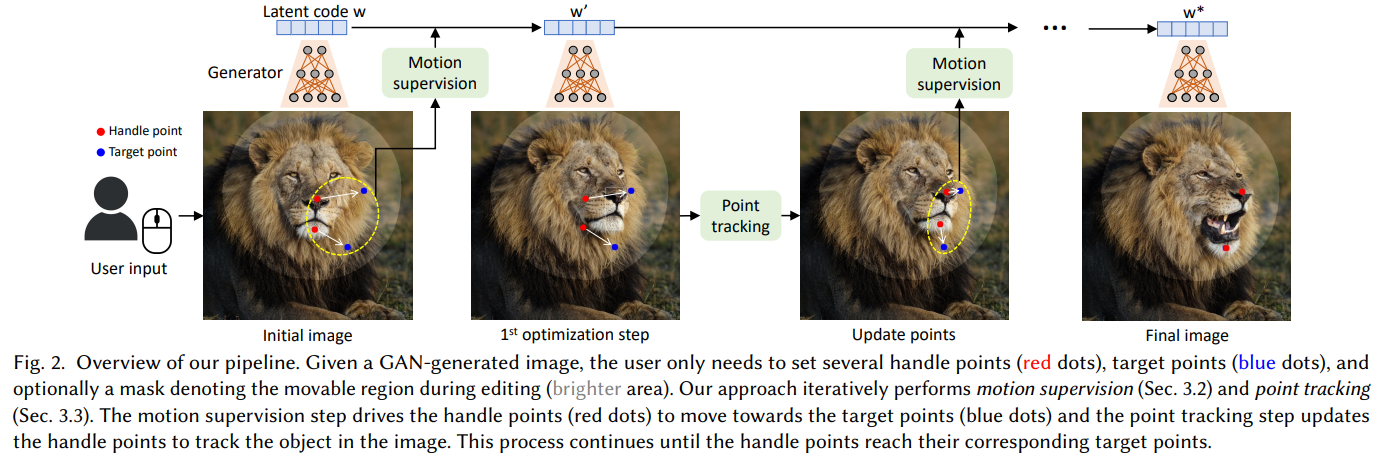 Latent code w
w'
w*
Generator
Motion
supervision
Motion
supervision
Handle point
Target point
Point
tracking
User input
Initial image
1st optimization step
Update points
Final image
Fig. 2. Overview of our pipeline. Given a GAN-generated image, the user only needs to set several handle points (red dots), target points (blue dots), and
optionally a mask denoting the movable region during editing (brighter area). Our approach iteratively performs motion supervision (Sec. 3.2) and point tracking
(Sec. 3.3). The motion supervision step drives the handle points (red dots) to move towards the target points (blue dots) and the point tracking step updates
the handle points to track the object in the image. This process continues until the handle points reach their corresponding target points.